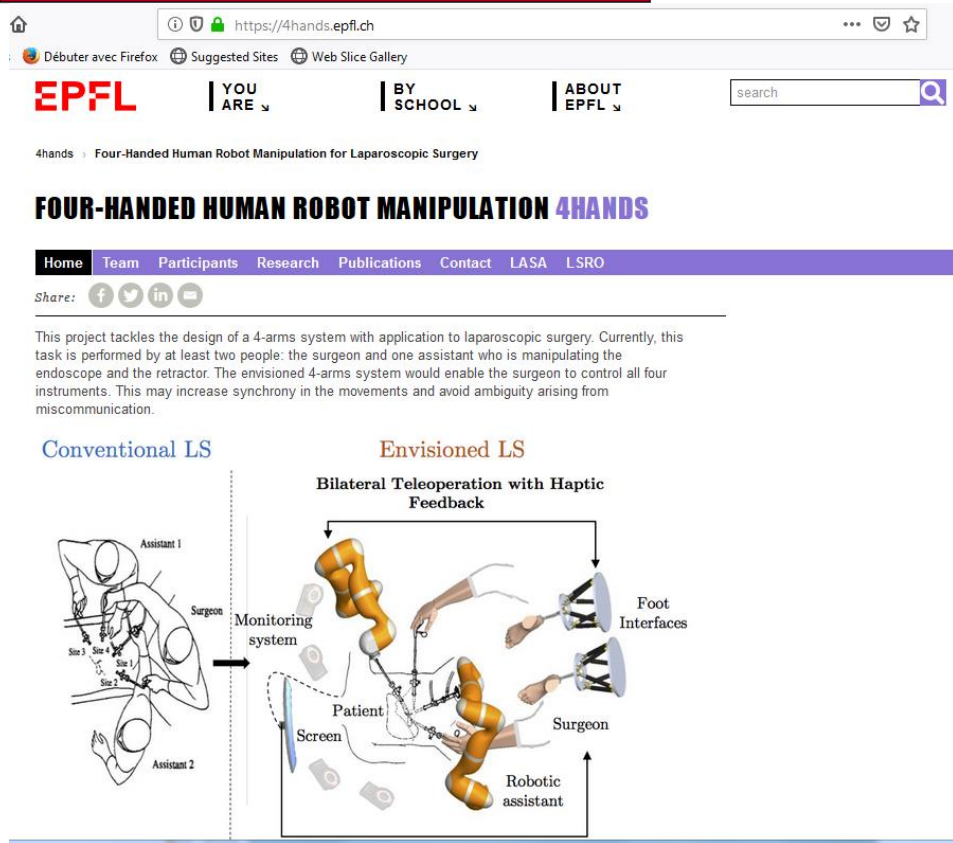 https://4hands.epfl.ch
Débuter avec Firefox Suggested Sites Web Slice Gallery
EPFL
YOU
ARE ↘
BY
SCHOOL ↘
ABOUT
EPFL ↘
search
4hands › Four-Handed Human Robot Manipulation for Laparoscopic Surgery
FOUR-HANDED HUMAN ROBOT MANIPULATION 4HANDS
Home Team Participants Research Publications Contact LASA LSRO
Share:
This project tackles the design of a 4-arms system with application to laparoscopic surgery. Currently, this
task is performed by at least two people: the surgeon and one assistant who is manipulating the
endoscope and the retractor. The envisioned 4-arms system would enable the surgeon to control all four
instruments. This may increase synchrony in the movements and avoid ambiguity arising from
miscommunication.
Conventional LS
Assistant 1
Surgeon
Site 3
Site 4
Site 1
Site 2
Assistant 2
Envisioned LS
Bilateral Teleoperation with Haptic
Feedback
Monitoring
system
Foot
Interfaces
Patient
Screen
Surgeon
Robotic
assistant